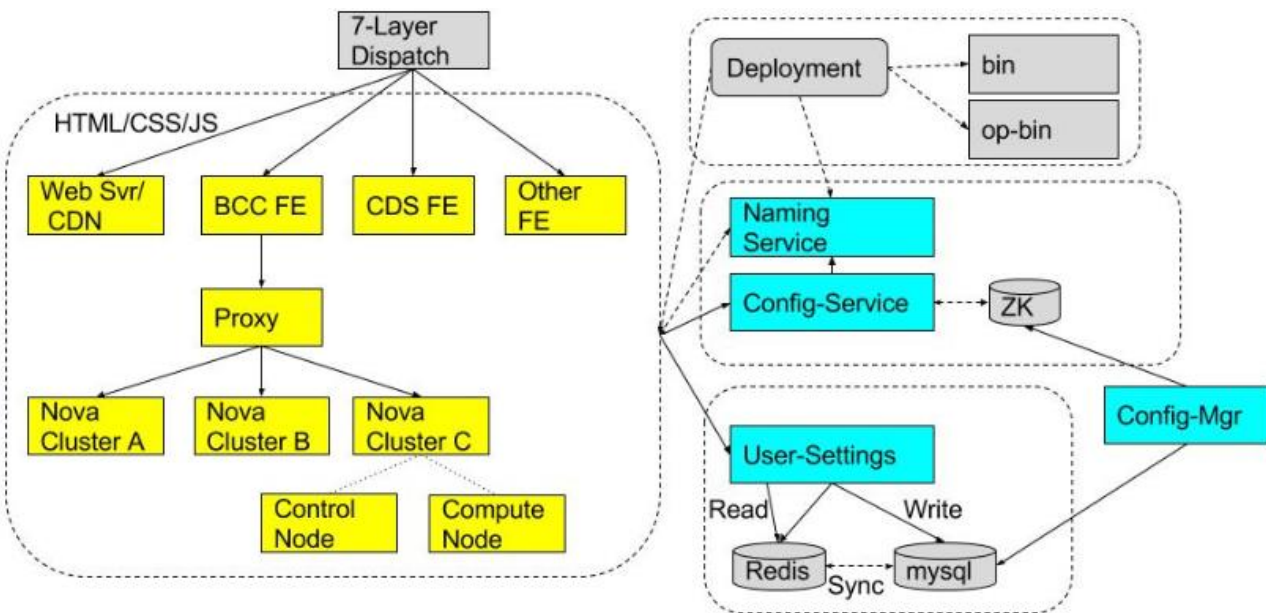 7-Layer
Dispatch
HTML/CSS/JS
Web Svr/
CDN
BCC FE
CDS FE
Other
FE
Proxy
Nova
Cluster A
Nova
Cluster B
Nova
Cluster C
Control
Node
Compute
Node
Deployment
bin
op-bin
Naming
Service
Config-Service
ZK
Config-Mgr
User-Settings
Read
Write
Redis
Sync
mysql